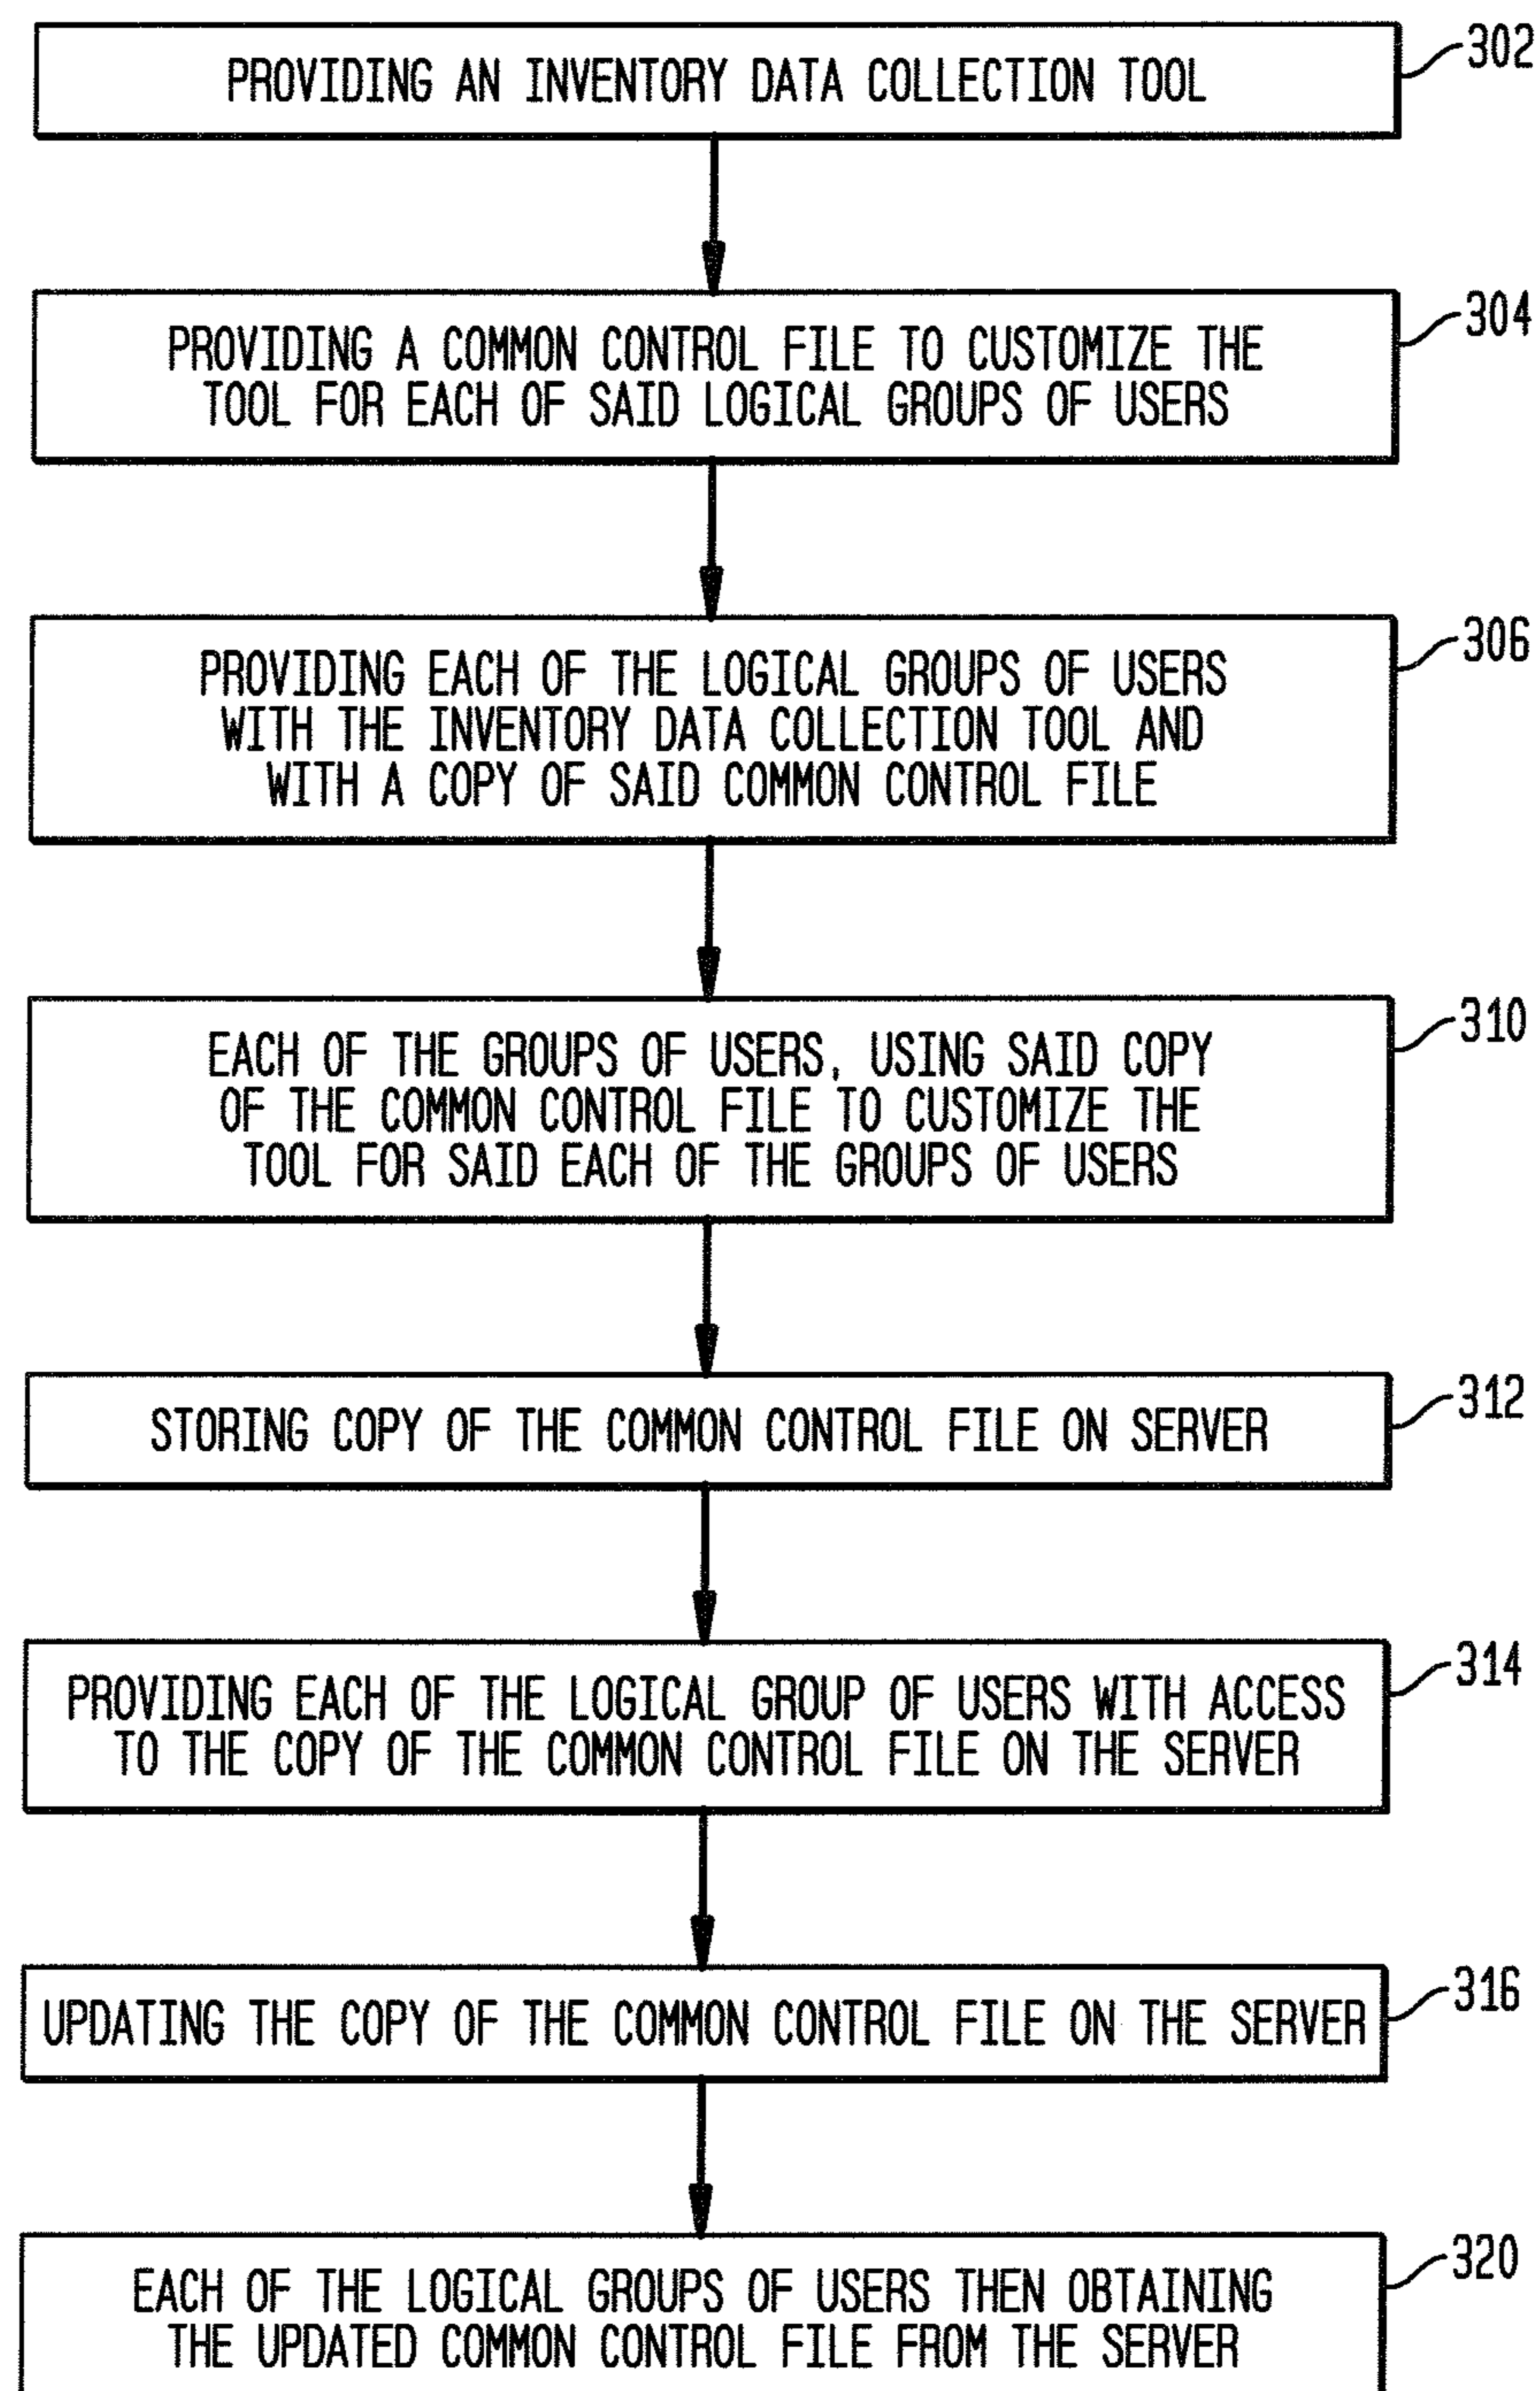 302
PROVIDING AN INVENTORY DATA COLLECTION TOOL
304
PROVIDING A COMMON CONTROL FILE TO CUSTOMIZE THE
TOOL FOR EACH OF SAID LOGICAL GROUPS OF USERS
306
PROVIDING EACH OF THE LOGICAL GROUPS OF USERS
WITH THE INVENTORY DATA COLLECTION TOOL AND
WITH A COPY OF SAID COMMON CONTROL FILE
310
EACH OF THE GROUPS OF USERS, USING SAID COPY
OF THE COMMON CONTROL FILE TO CUSTOMIZE THE
TOOL FOR SAID EACH OF THE GROUPS OF USERS
312
STORING COPY OF THE COMMON CONTROL FILE ON SERVER
314
PROVIDING EACH OF THE LOGICAL GROUP OF USERS WITH ACCESS
TO THE COPY OF THE COMMON CONTROL FILE ON THE SERVER
316
UPDATING THE COPY OF THE COMMON CONTROL FILE ON THE SERVER
320
EACH OF THE LOGICAL GROUPS OF USERS THEN OBTAINING
THE UPDATED COMMON CONTROL FILE FROM THE SERVER